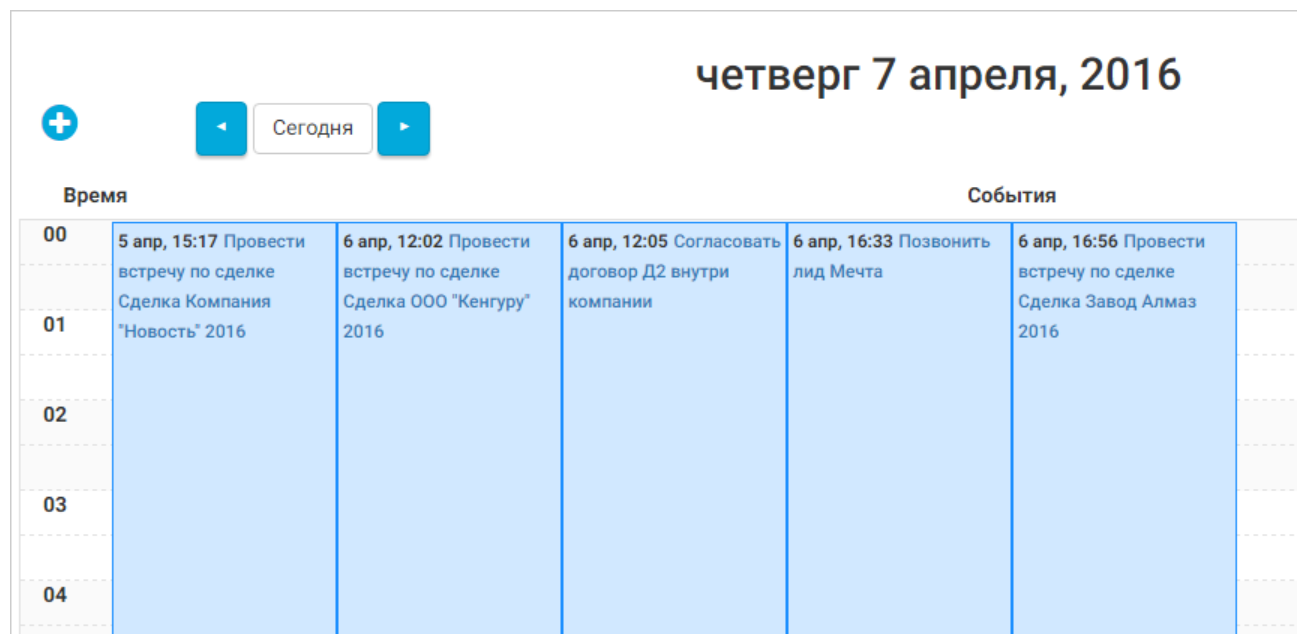 четверг 7 апреля, 2016
Сегодня
Время
События
00
5 апр, 15:17 Провести
встречу по сделке
Сделка Компания
"Новость" 2016
6 апр, 12:02 Провести
встречу по сделке
Сделка ООО "Кенгуру"
2016
6 апр, 12:05 Согласовать
договор Д2 внутри
компании
6 апр, 16:33 Позвонить
лид Мечта
6 апр, 16:56 Провести
встречу по сделке
Сделка Завод Алмаз
2016
01
02
03
04